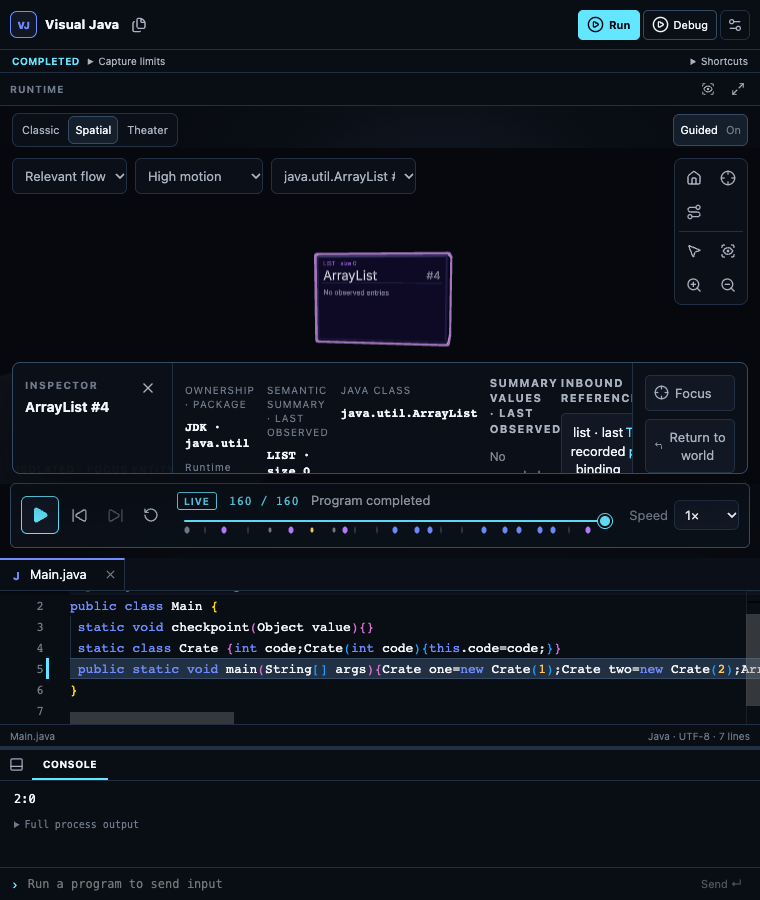 VJ Visual Java Run Debug
COMPLETED ▶ Capture limits ▶ Shortcuts
RUNTIME
Classic Spatial Theater Guided On
Relevant flow High motion java.util.ArrayList
LIST · size 0
ArrayList #4
No observed entries
INSPECTOR
ArrayList #4
OWNERSHIP
· PACKAGE
JDK ·
java.util
Runtime
SEMANTIC
SUMMARY
· LAST
OBSERVED
LIST ·
size 0
JAVA CLASS
java.util.ArrayList
SUMMARY
VALUES
· LAST
OBSERVED
No
INBOUND
REFERENC
list · last
recorded
binding
Focus
Return to
world
LIVE 160 / 160 Program completed
Speed 1×
J Main.java
2 public class Main {
3 static void checkpoint(Object value){}
4 static class Crate {int code;Crate(int code){this.code=code;}}
5 public static void main(String[] args){Crate one=new Crate(1);Crate two=new Crate(2);Arr
6 }
7
Main.java Java · UTF-8 · 7 lines
CONSOLE
2:0
▶ Full process output
› Run a program to send input Send ↵